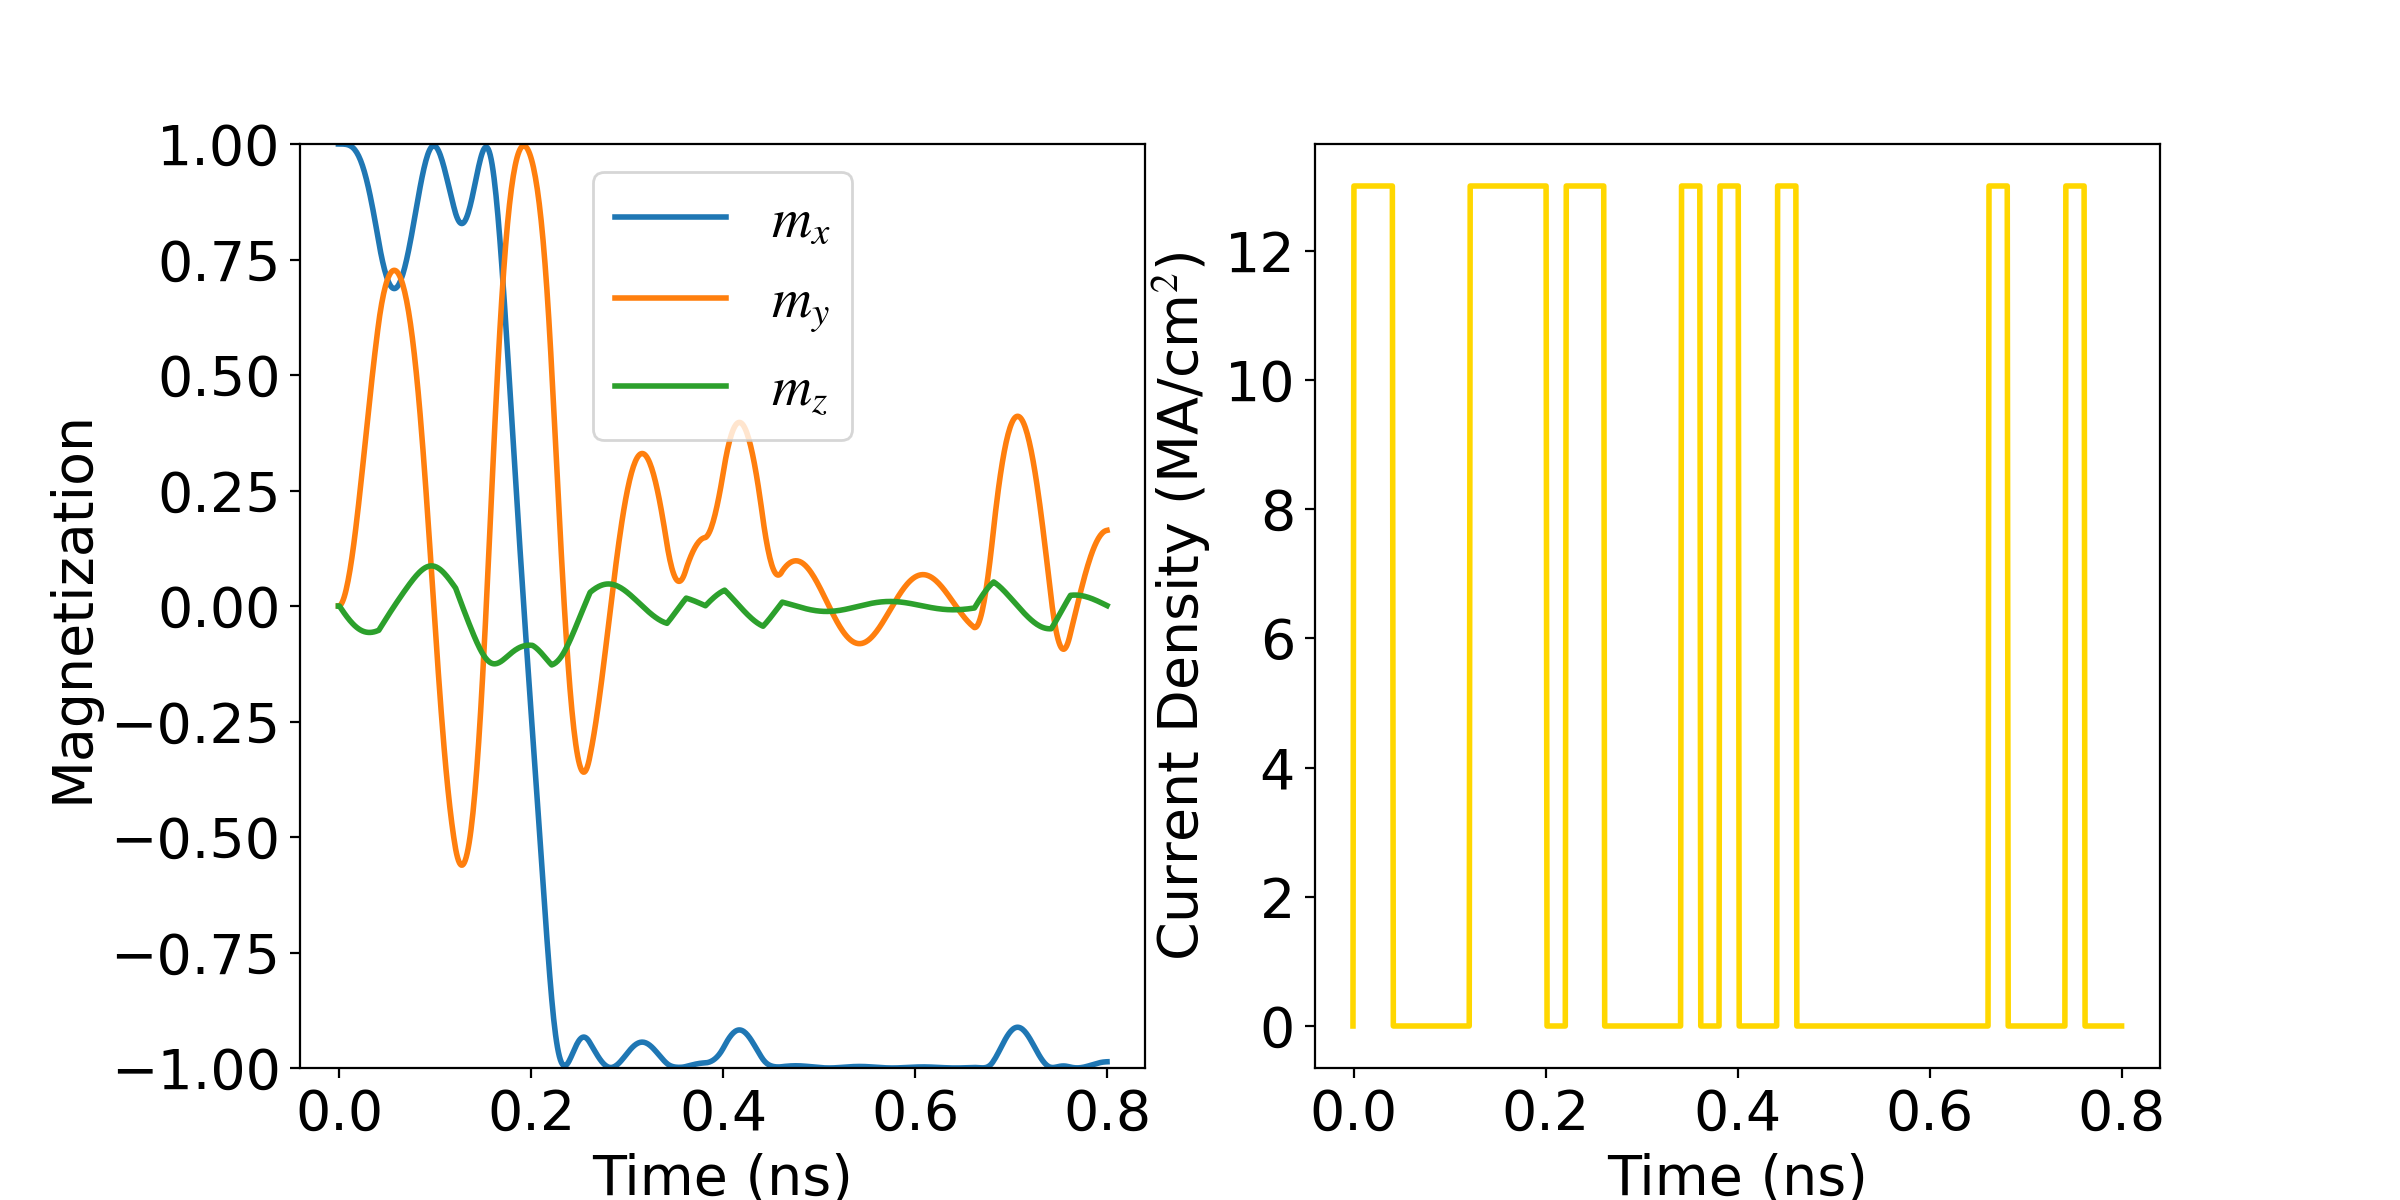 Magnetization
1.00
0.75
0.50
0.25
0.00
−0.25
−0.50
−0.75
−1.00
0.0 0.2 0.4 0.6 0.8
Time (ns)
m_x
m_y
m_z
Current Density (MA/cm²)
12
10
8
6
4
2
0
0.0 0.2 0.4 0.6 0.8
Time (ns)